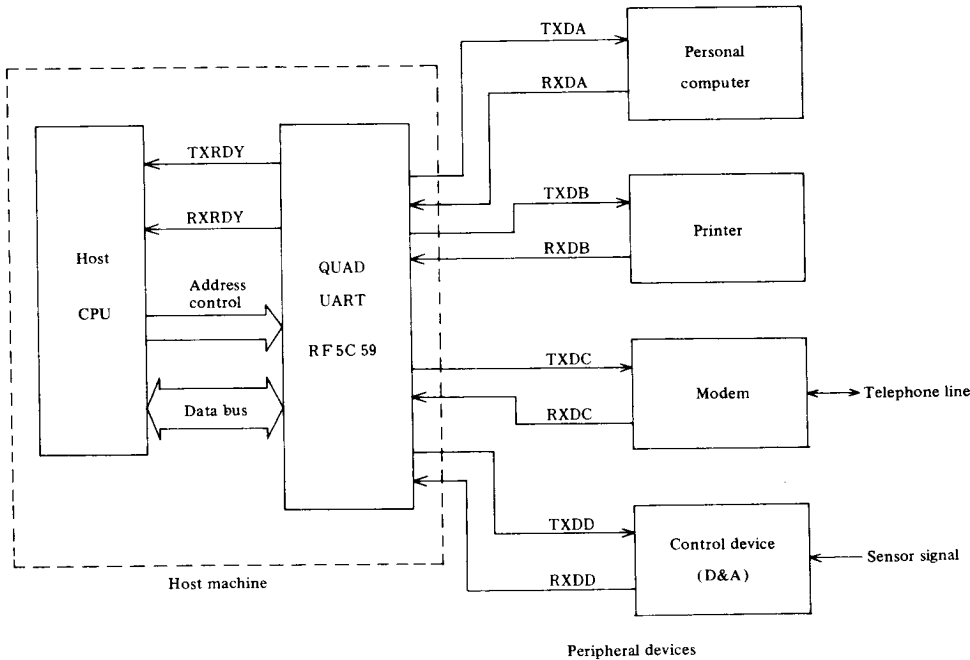 TXDA
Personal
computer
RXDA
TXRDY
TXDB
Printer
RXRDY
RXDB
Host
CPU
QUAD
UART
RF5C59
Address
control
TXDC
Modem
Telephone line
Data bus
RXDC
TXDD
Control device
(D&A)
Sensor signal
RXDD
Host machine
Peripheral devices